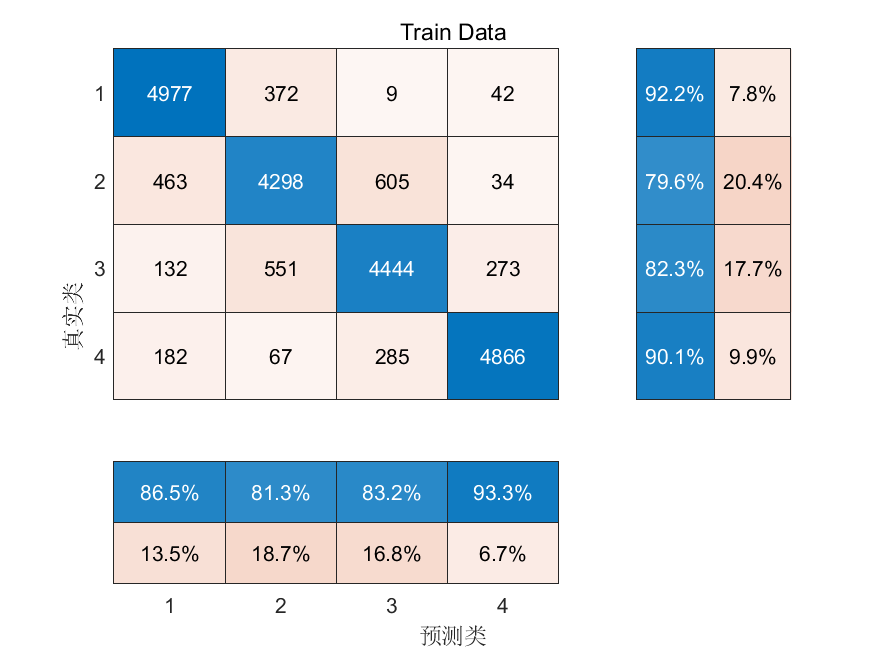 Train Data
1 4977 372 9 42 92.2% 7.8%
2 463 4298 605 34 79.6% 20.4%
3 132 551 4444 273 82.3% 17.7%
4 182 67 285 4866 90.1% 9.9%
真实类
86.5% 81.3% 83.2% 93.3%
13.5% 18.7% 16.8% 6.7%
1 2 3 4
预测类